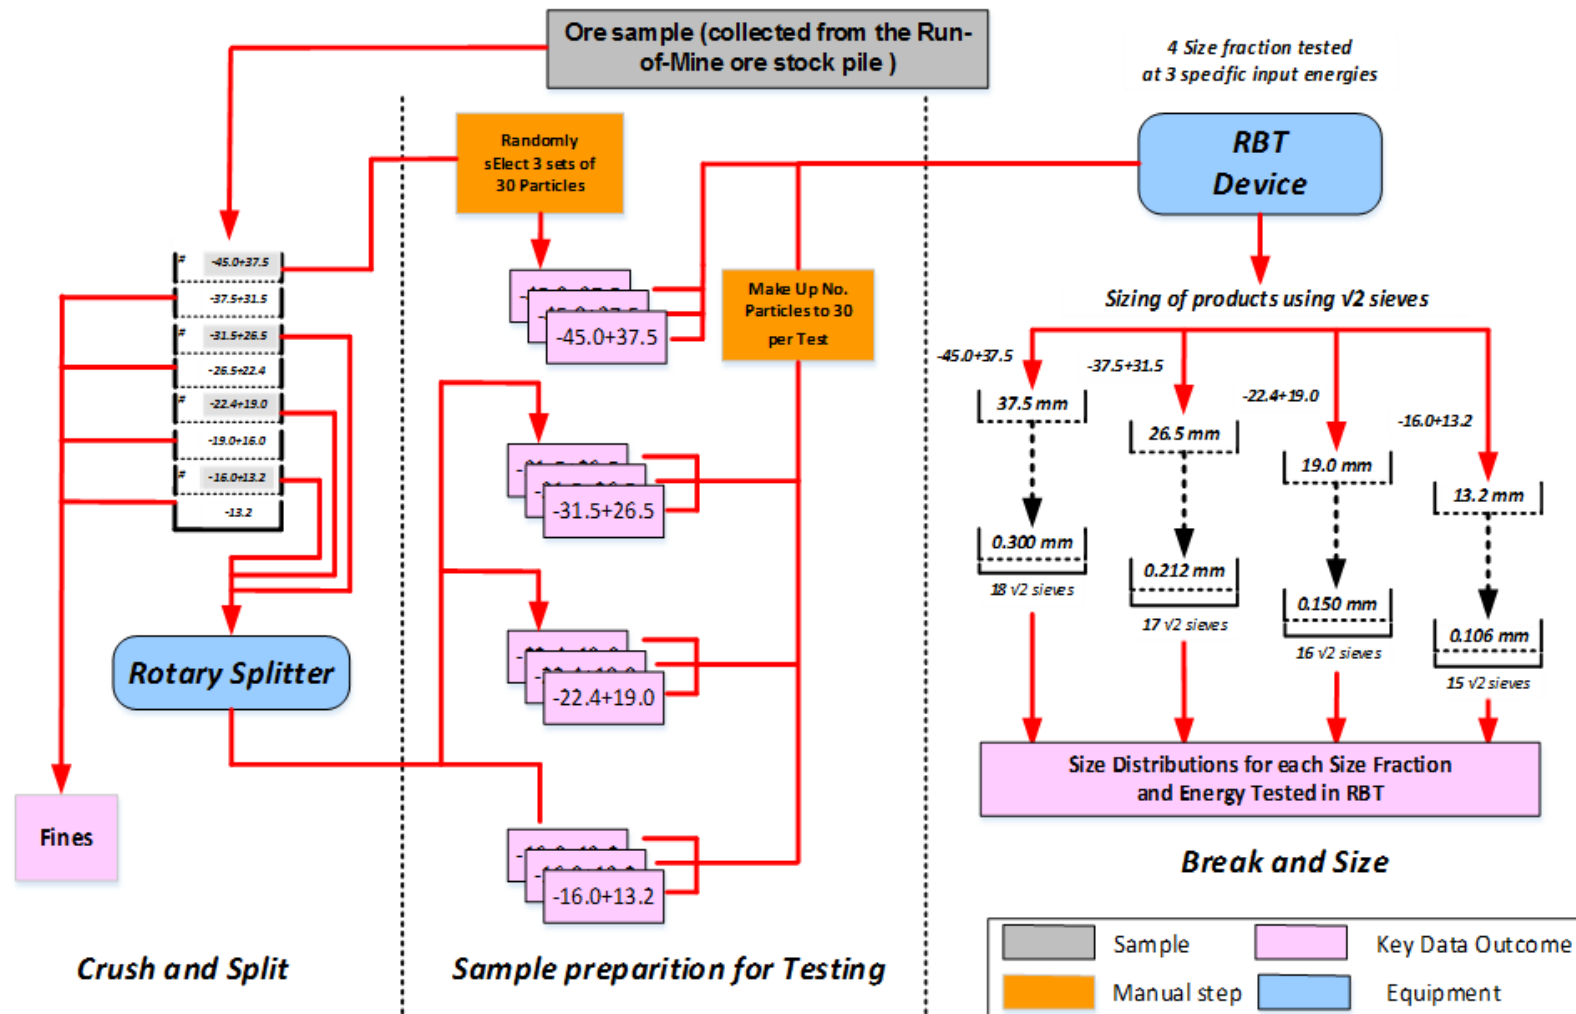 Ore sample (collected from the Run-
of-Mine ore stock pile )
4 Size fraction tested
at 3 specific input energies
Randomly
sElect 3 sets of
30 Particles
RBT
Device
# -45.0+37.5
-37.5+31.5
# -31.5+26.5
-26.5+22.4
# -22.4+19.0
-19.0+16.0
# -16.0+13.2
-13.2
-45.0+37.5
Make Up No.
Particles to 30
per Test
-31.5+26.5
-22.4+19.0
-16.0+13.2
Rotary Splitter
Fines
Sizing of products using √2 sieves
-45.0+37.5
-37.5+31.5
-22.4+19.0
-16.0+13.2
37.5 mm
26.5 mm
19.0 mm
13.2 mm
0.300 mm
0.212 mm
0.150 mm
0.106 mm
18 √2 sieves
17 √2 sieves
16 √2 sieves
15 √2 sieves
Size Distributions for each Size Fraction
and Energy Tested in RBT
Crush and Split
Sample preparition for Testing
Break and Size
Sample
Key Data Outcome
Manual step
Equipment